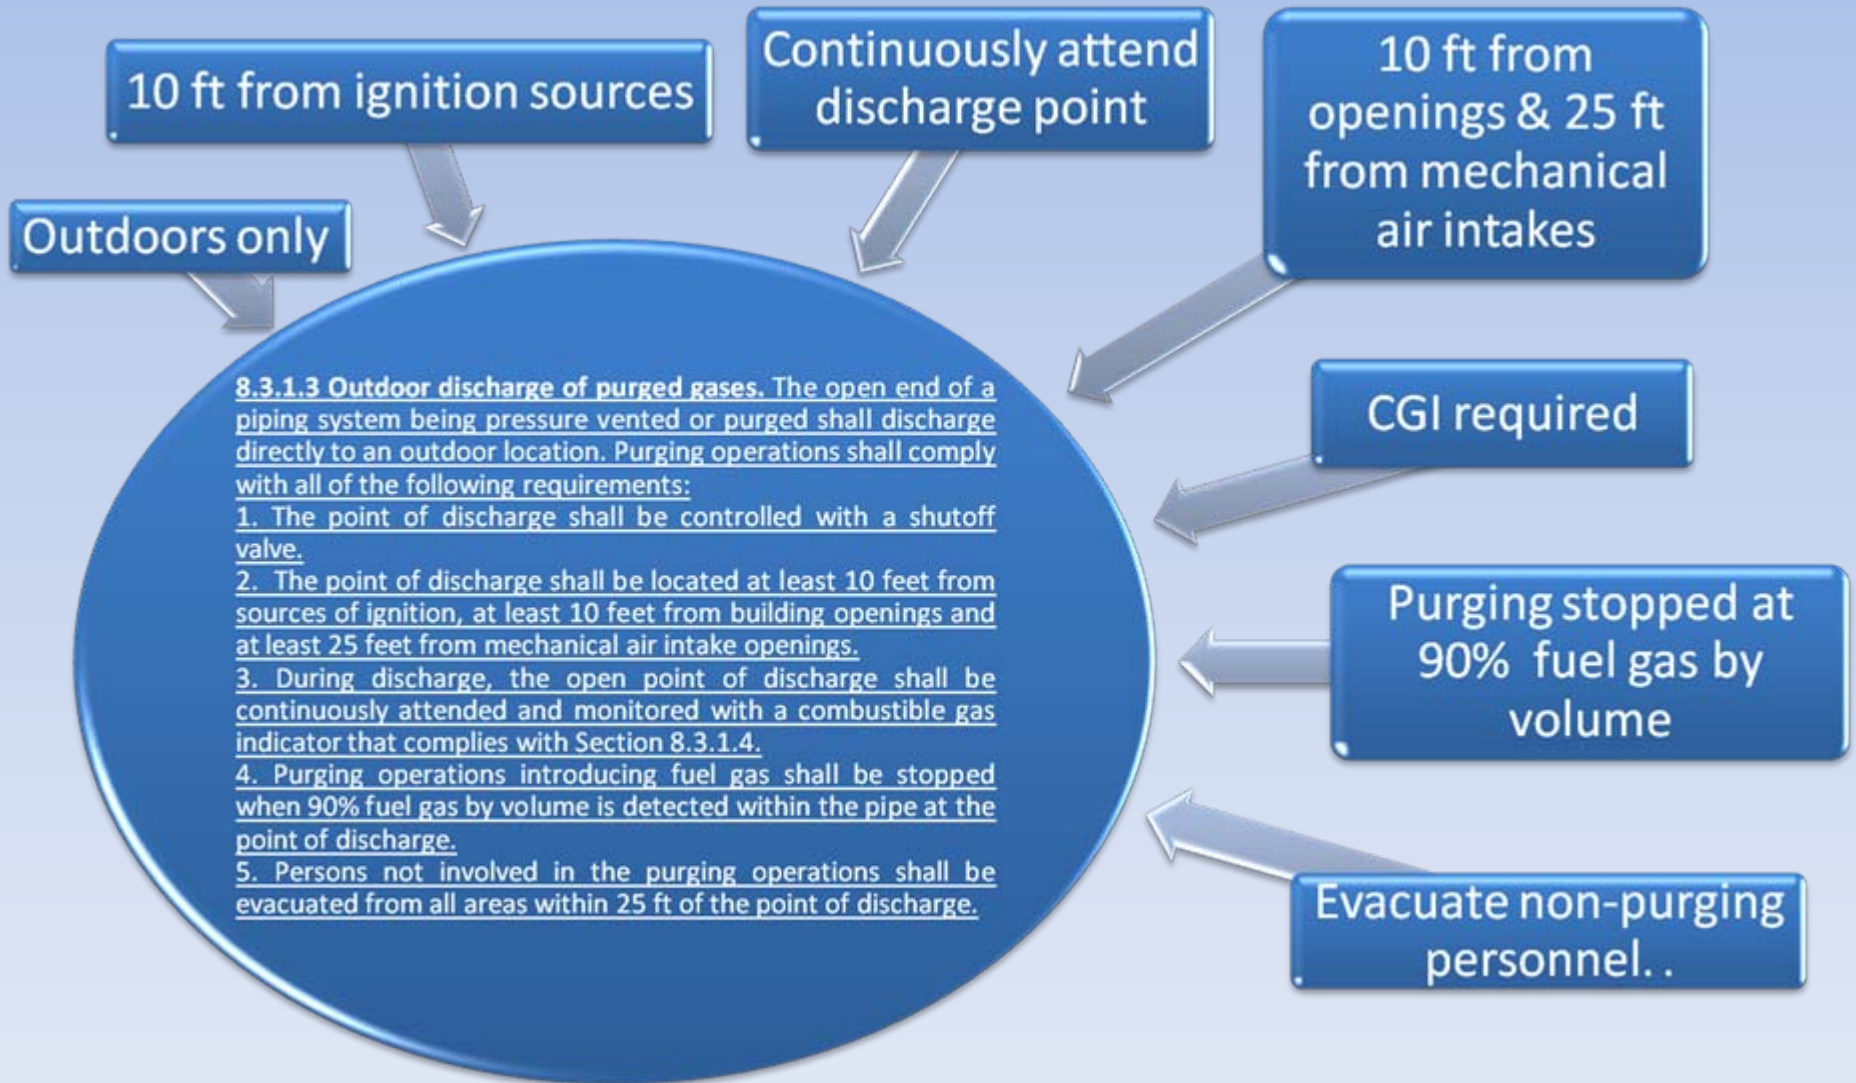 10 ft from ignition sources
Continuously attend
discharge point
10 ft from
openings & 25 ft
from mechanical
air intakes
Outdoors only
8.3.1.3 Outdoor discharge of purged gases. The open end of a
piping system being pressure vented or purged shall discharge
directly to an outdoor location. Purging operations shall comply
with all of the following requirements:
1. The point of discharge shall be controlled with a shutoff
valve.
2. The point of discharge shall be located at least 10 feet from
sources of ignition, at least 10 feet from building openings and
at least 25 feet from mechanical air intake openings.
3. During discharge, the open point of discharge shall be
continuously attended and monitored with a combustible gas
indicator that complies with Section 8.3.1.4.
4. Purging operations introducing fuel gas shall be stopped
when 90% fuel gas by volume is detected within the pipe at the
point of discharge.
5. Persons not involved in the purging operations shall be
evacuated from all areas within 25 ft of the point of discharge.
CGI required
Purging stopped at
90% fuel gas by
volume
Evacuate non-purging
personnel. .